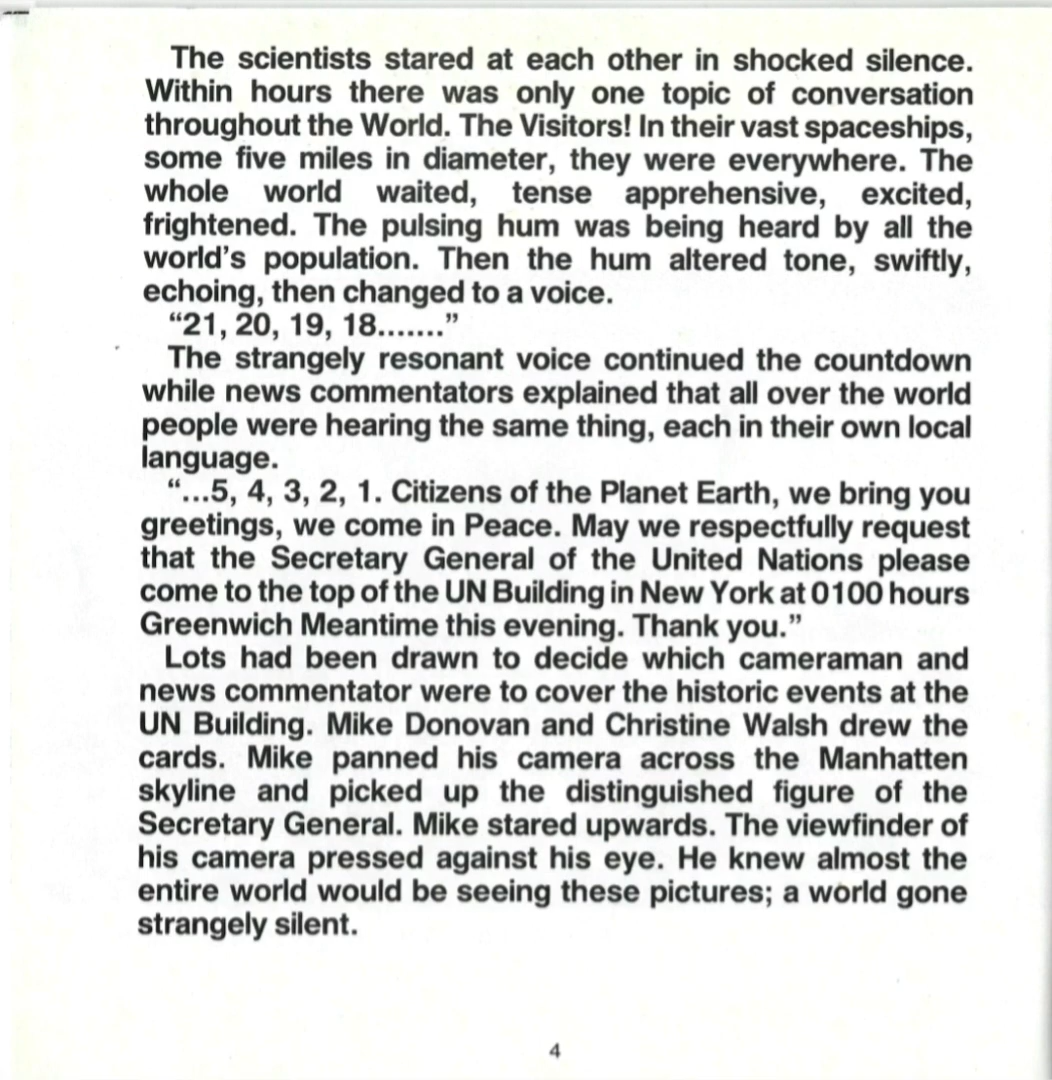 The scientists stared at each other in shocked silence.
Within hours there was only one topic of conversation
throughout the World. The Visitors! In their vast spaceships,
some five miles in diameter, they were everywhere. The
whole world waited, tense apprehensive, excited,
frightened. The pulsing hum was being heard by all the
world's population. Then the hum altered tone, swiftly,
echoing, then changed to a voice.
“21, 20, 19, 18.......”
The strangely resonant voice continued the countdown
while news commentators explained that all over the world
people were hearing the same thing, each in their own local
language.
“...5, 4, 3, 2, 1. Citizens of the Planet Earth, we bring you
greetings, we come in Peace. May we respectfully request
that the Secretary General of the United Nations please
come to the top of the UN Building in New York at 0100 hours
Greenwich Meantime this evening. Thank you.”
Lots had been drawn to decide which cameraman and
news commentator were to cover the historic events at the
UN Building. Mike Donovan and Christine Walsh drew the
cards. Mike panned his camera across the Manhatten
skyline and picked up the distinguished figure of the
Secretary General. Mike stared upwards. The viewfinder of
his camera pressed against his eye. He knew almost the
entire world would be seeing these pictures; a world gone
strangely silent.
4